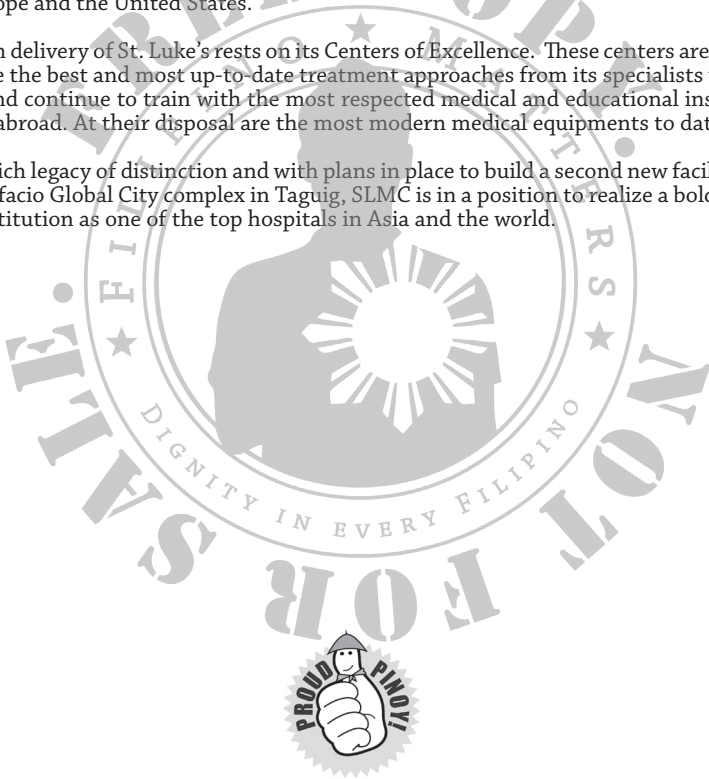 ope and the United States.
n delivery of St. Luke’s rests on its Centers of Excellence. These centers are
e the best and most up-to-date treatment approaches from its specialists
nd continue to train with the most respected medical and educational ins
abroad. At their disposal are the most modern medical equipments to dat
ich legacy of distinction and with plans in place to build a second new facil
facio Global City complex in Taguig, SLMC is in a position to realize a bold
titution as one of the top hospitals in Asia and the world.
FILIPINO MATTERS
DIGNITY IN EVERY FILIPINO
COPY.
NOT FOR SALE.
PROUD PINOY!